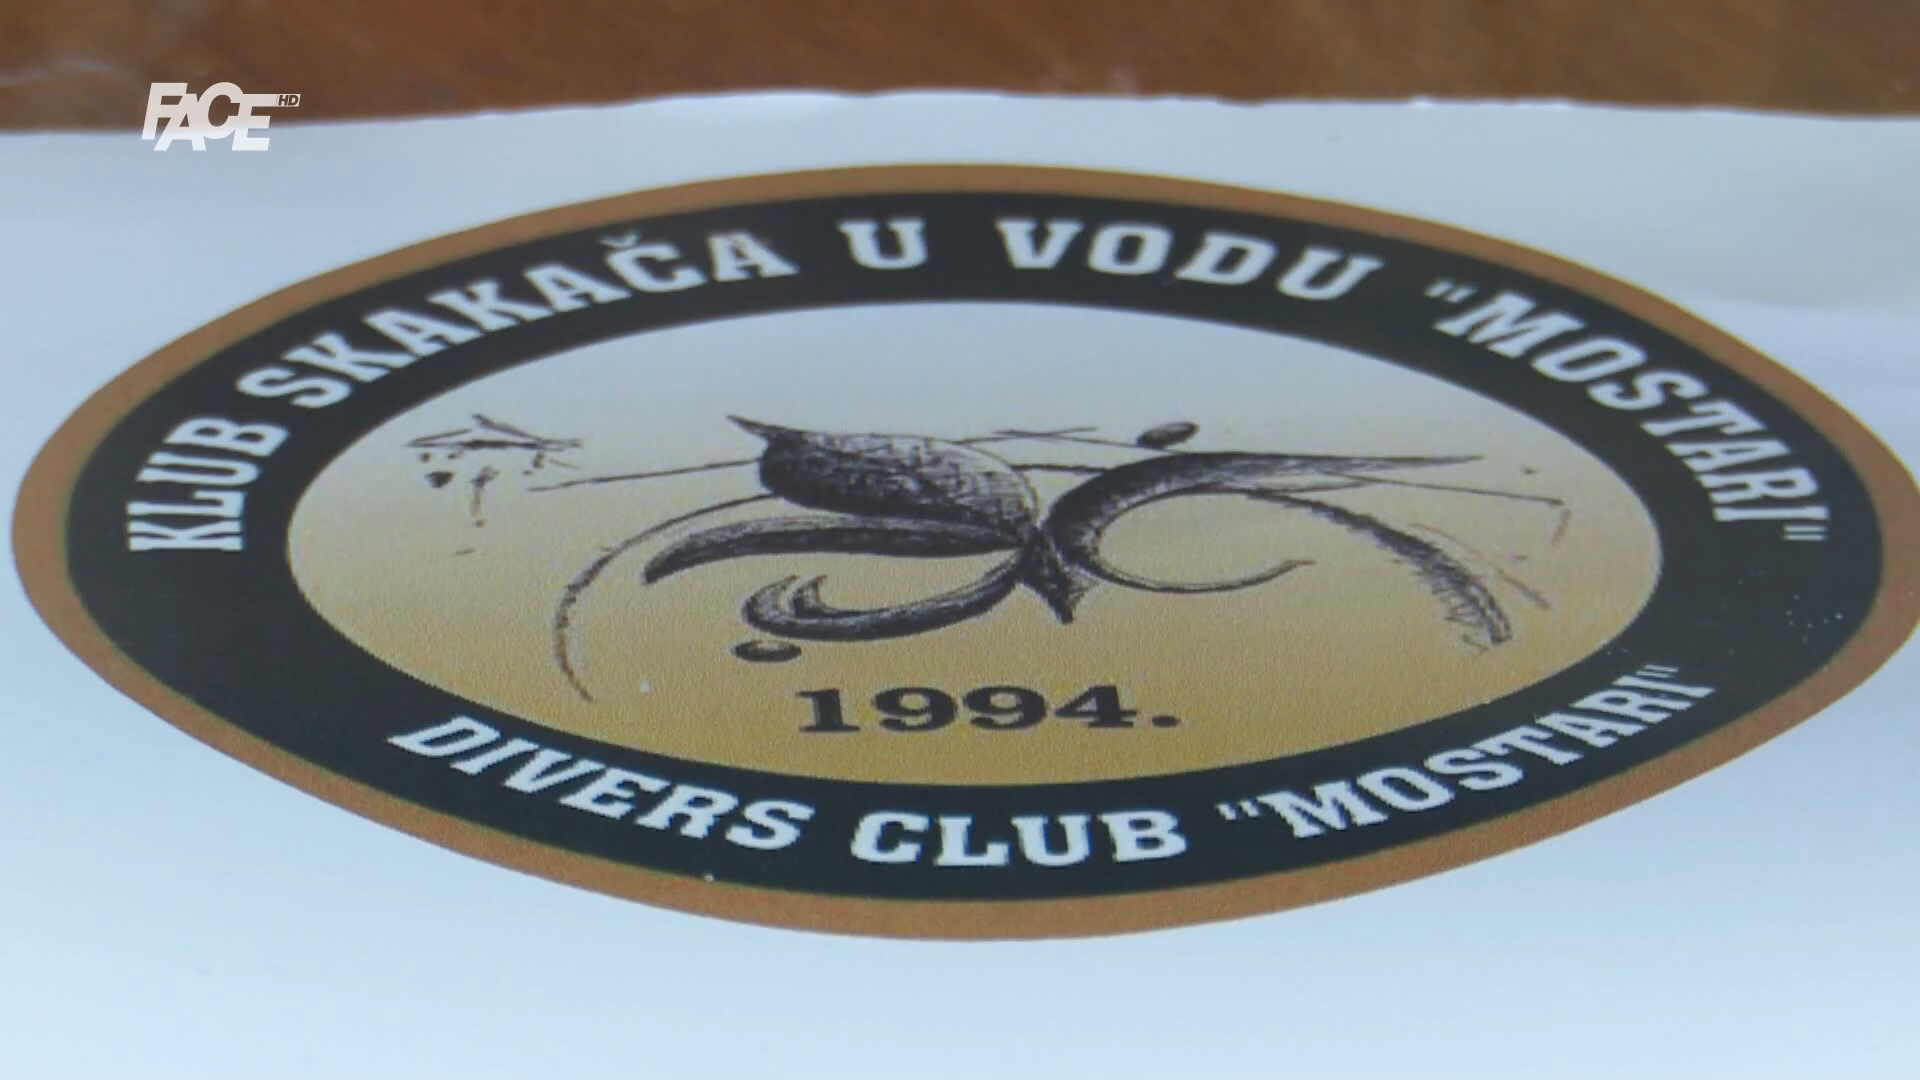 FACE HD
KLUB SKAKAČA U VODU "MOSTARI"
1994.
DIVERS CLUB "MOSTARI"